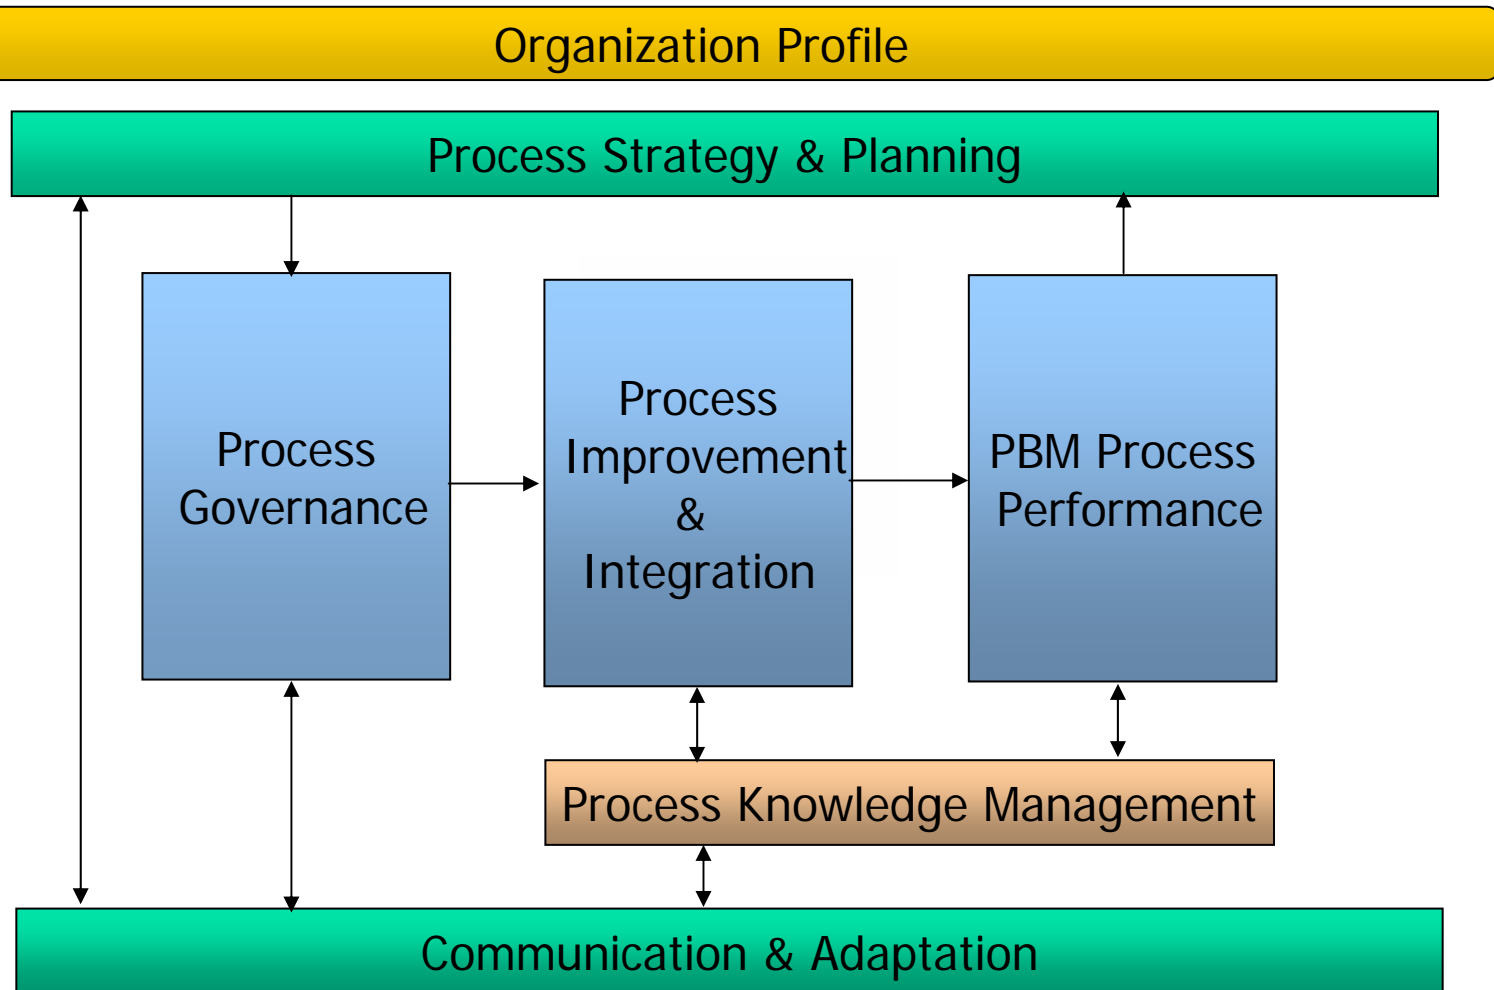 Organization Profile
Process Strategy & Planning
Process
Governance
Process
Improvement
&
Integration
PBM Process
Performance
Process Knowledge Management
Communication & Adaptation